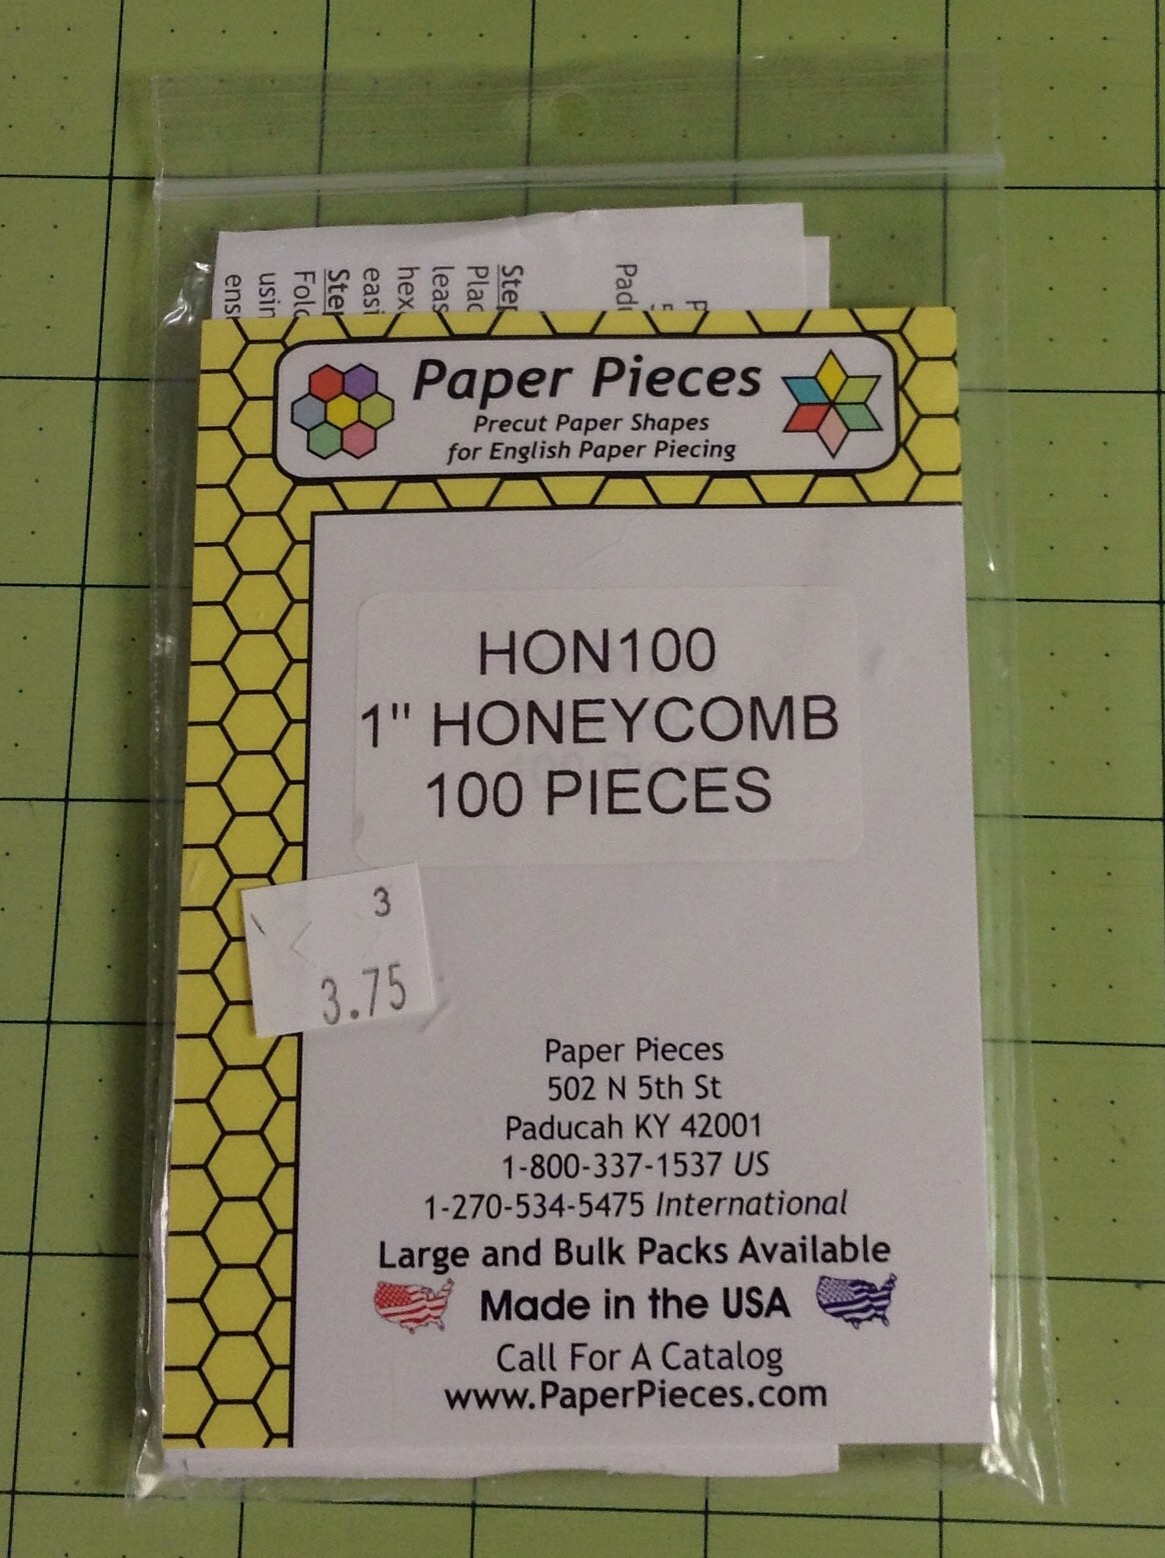 Paper Pieces
Precut Paper Shapes
for English Paper Piecing
HON100
1" HONEYCOMB
100 PIECES
3
3.75
Paper Pieces
502 N 5th St
Paducah KY 42001
1-800-337-1537 US
1-270-534-5475 International
Large and Bulk Packs Available
Made in the USA
Call For A Catalog
www.PaperPieces.com